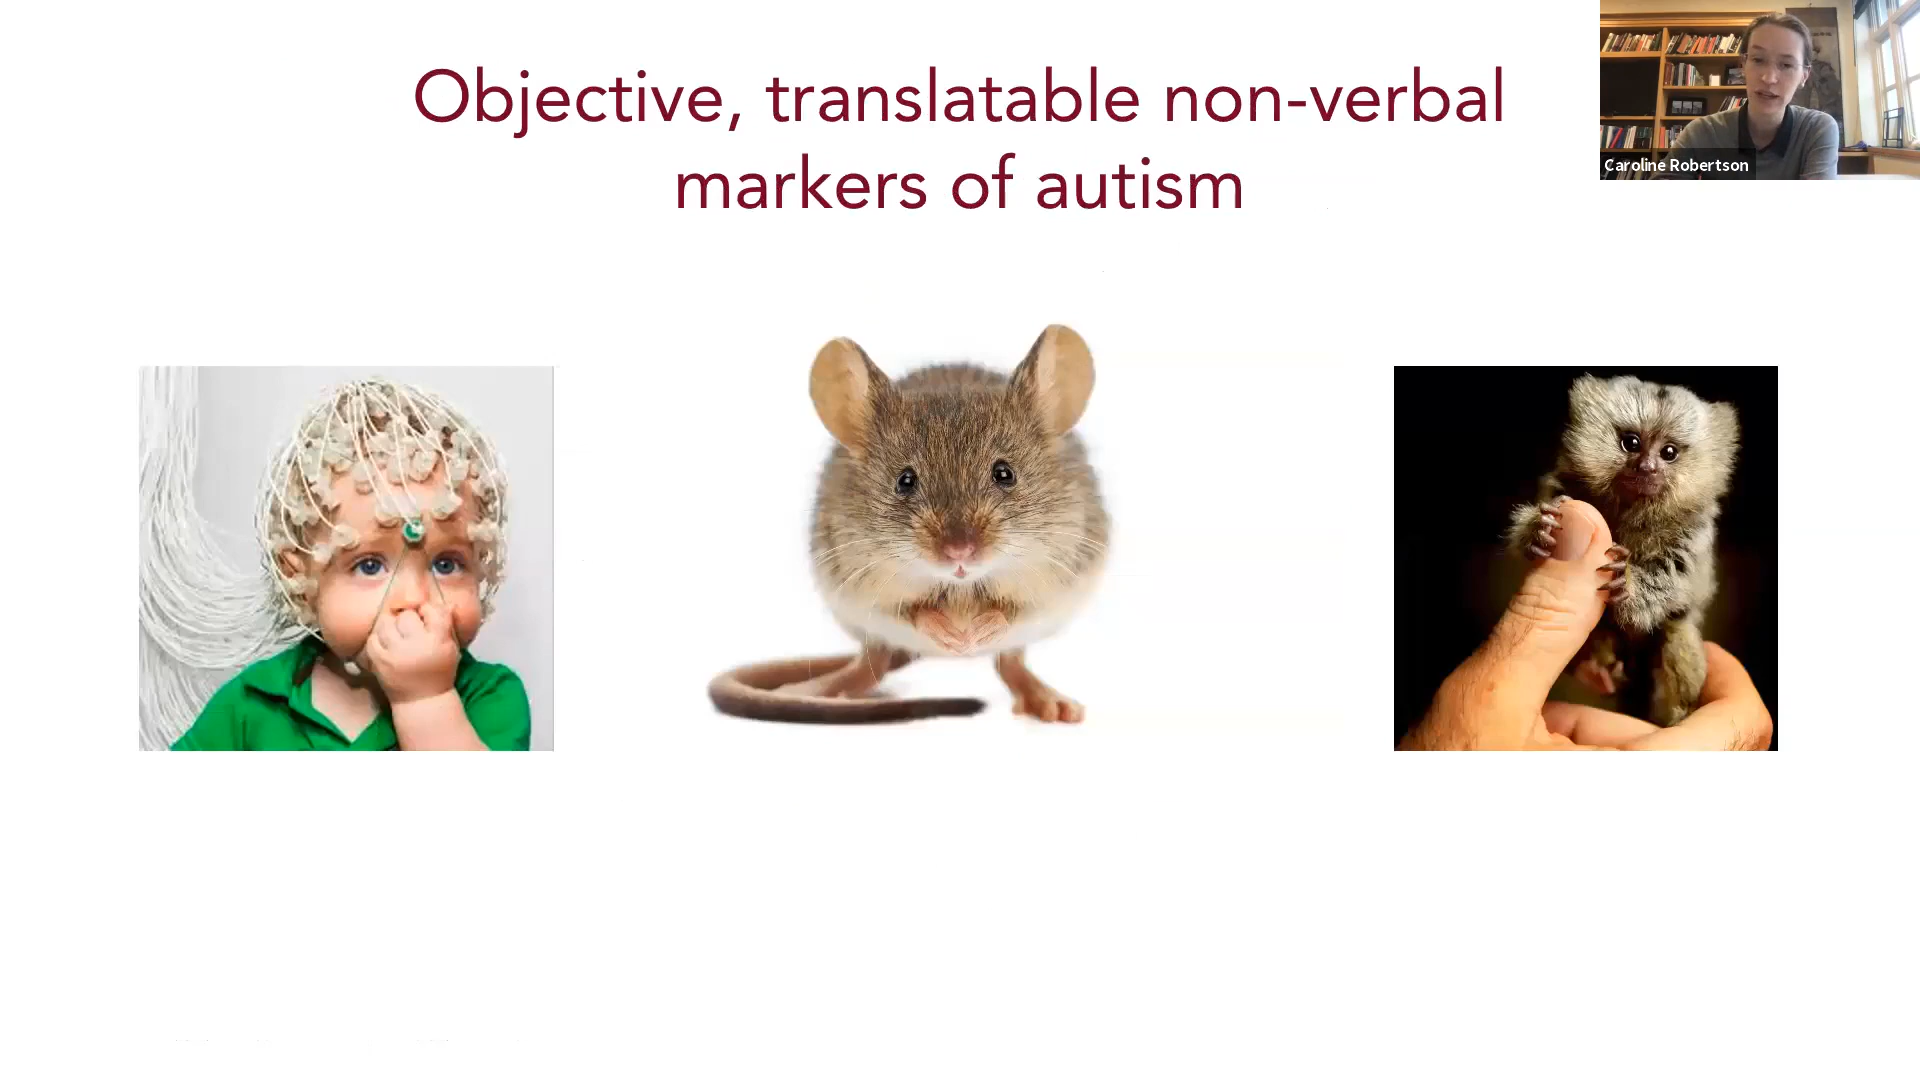 Objective, translatable non-verbal
markers of autism
Caroline Robertson